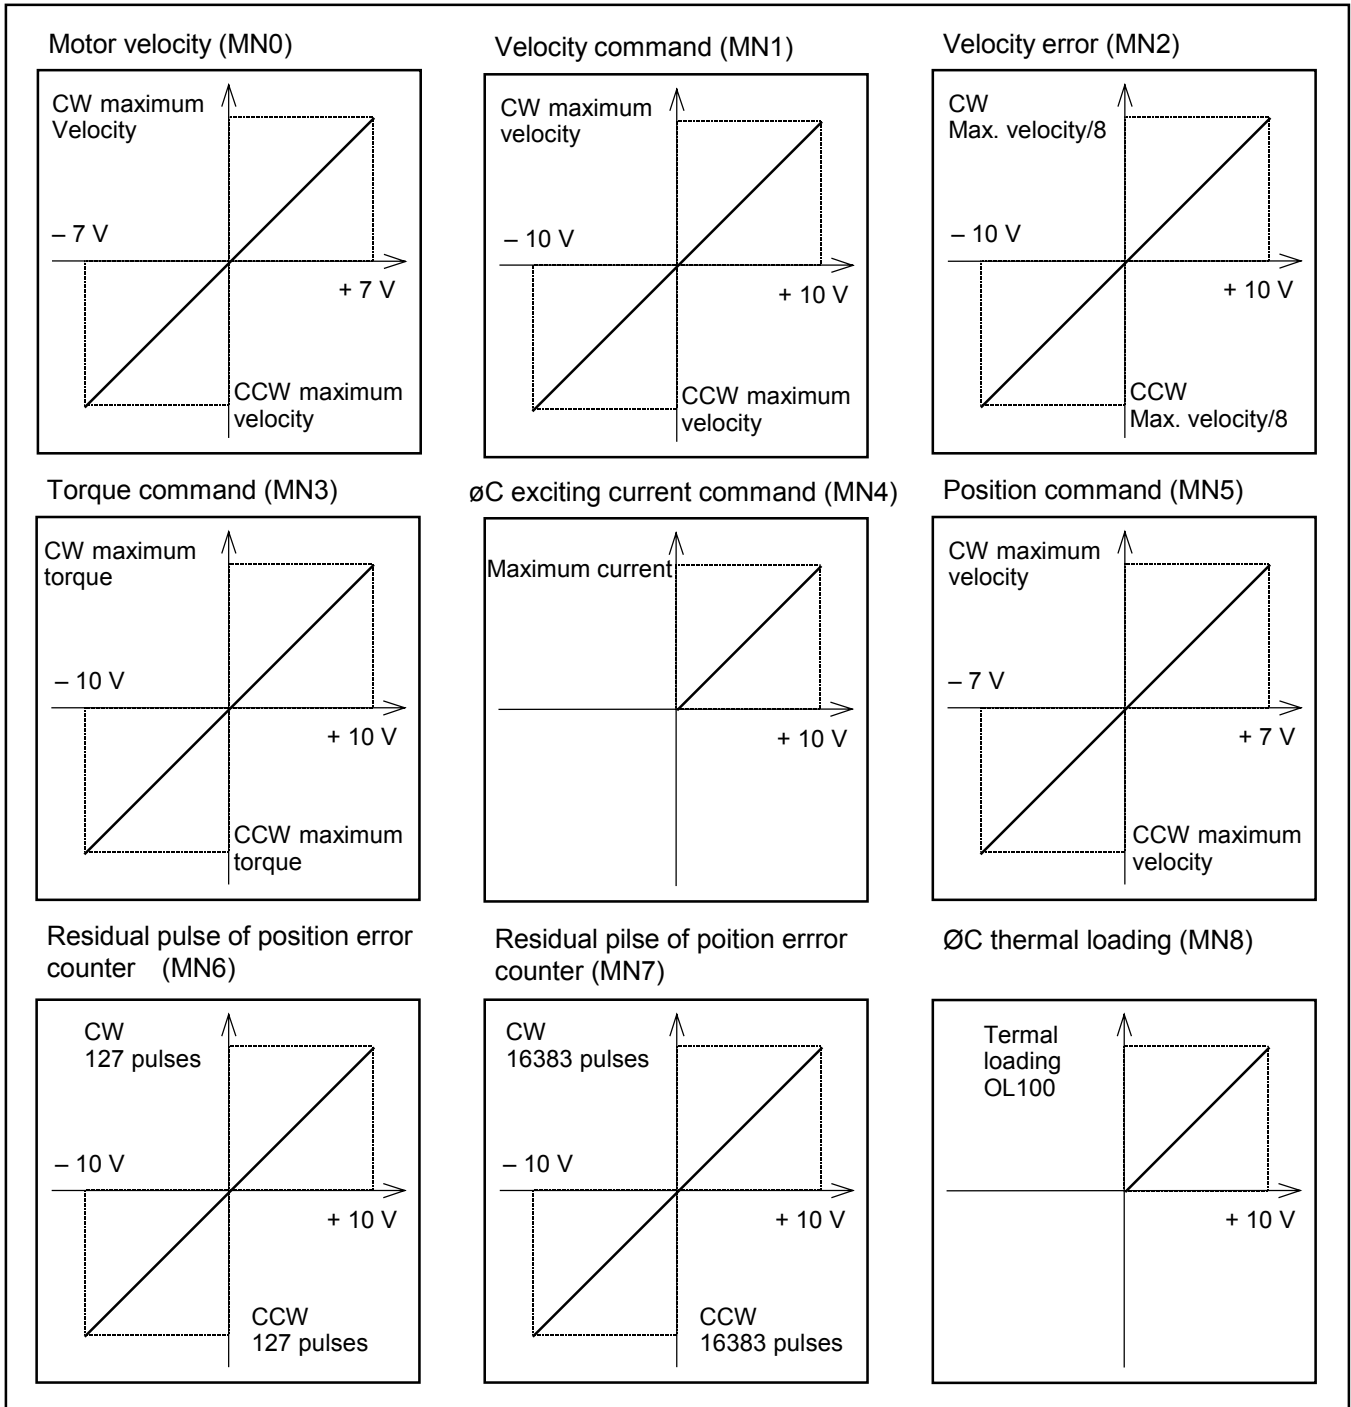 Motor velocity (MN0)
CW maximum
Velocity
– 7 V
+ 7 V
CCW maximum
velocity
Velocity command (MN1)
CW maximum
velocity
– 10 V
+ 10 V
CCW maximum
velocity
Velocity error (MN2)
CW
Max. velocity/8
– 10 V
+ 10 V
CCW
Max. velocity/8
Torque command (MN3)
CW maximum
torque
– 10 V
+ 10 V
CCW maximum
torque
øC exciting current command (MN4)
Maximum current
+ 10 V
Position command (MN5)
CW maximum
velocity
– 7 V
+ 7 V
CCW maximum
velocity
Residual pulse of position error
counter (MN6)
CW
127 pulses
– 10 V
+ 10 V
CCW
127 pulses
Residual pilse of poition errror
counter (MN7)
CW
16383 pulses
– 10 V
+ 10 V
CCW
16383 pulses
ØC thermal loading (MN8)
Termal
loading
OL100
+ 10 V